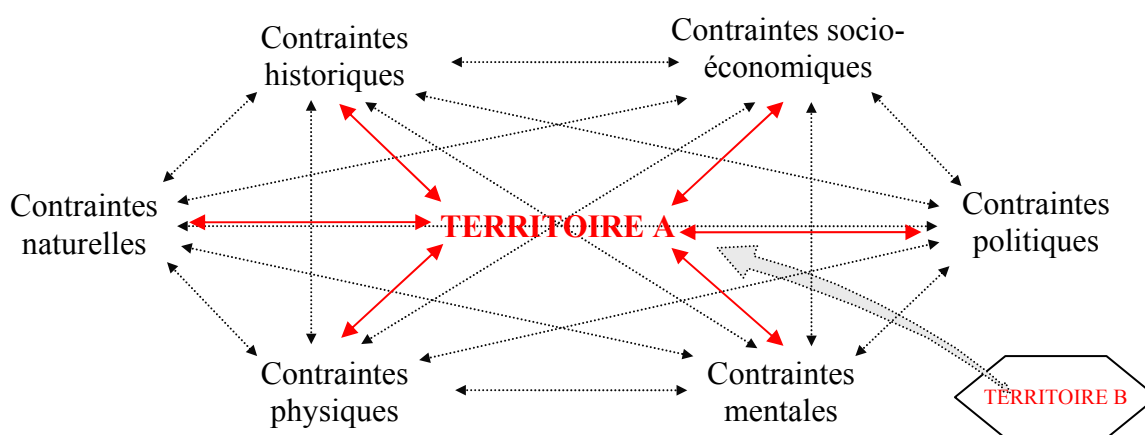 Contraintes
historiques
Contraintes socio-
économiques
Contraintes
naturelles
TERRITOIRE A
Contraintes
politiques
Contraintes
physiques
Contraintes
mentales
TERRITOIRE B